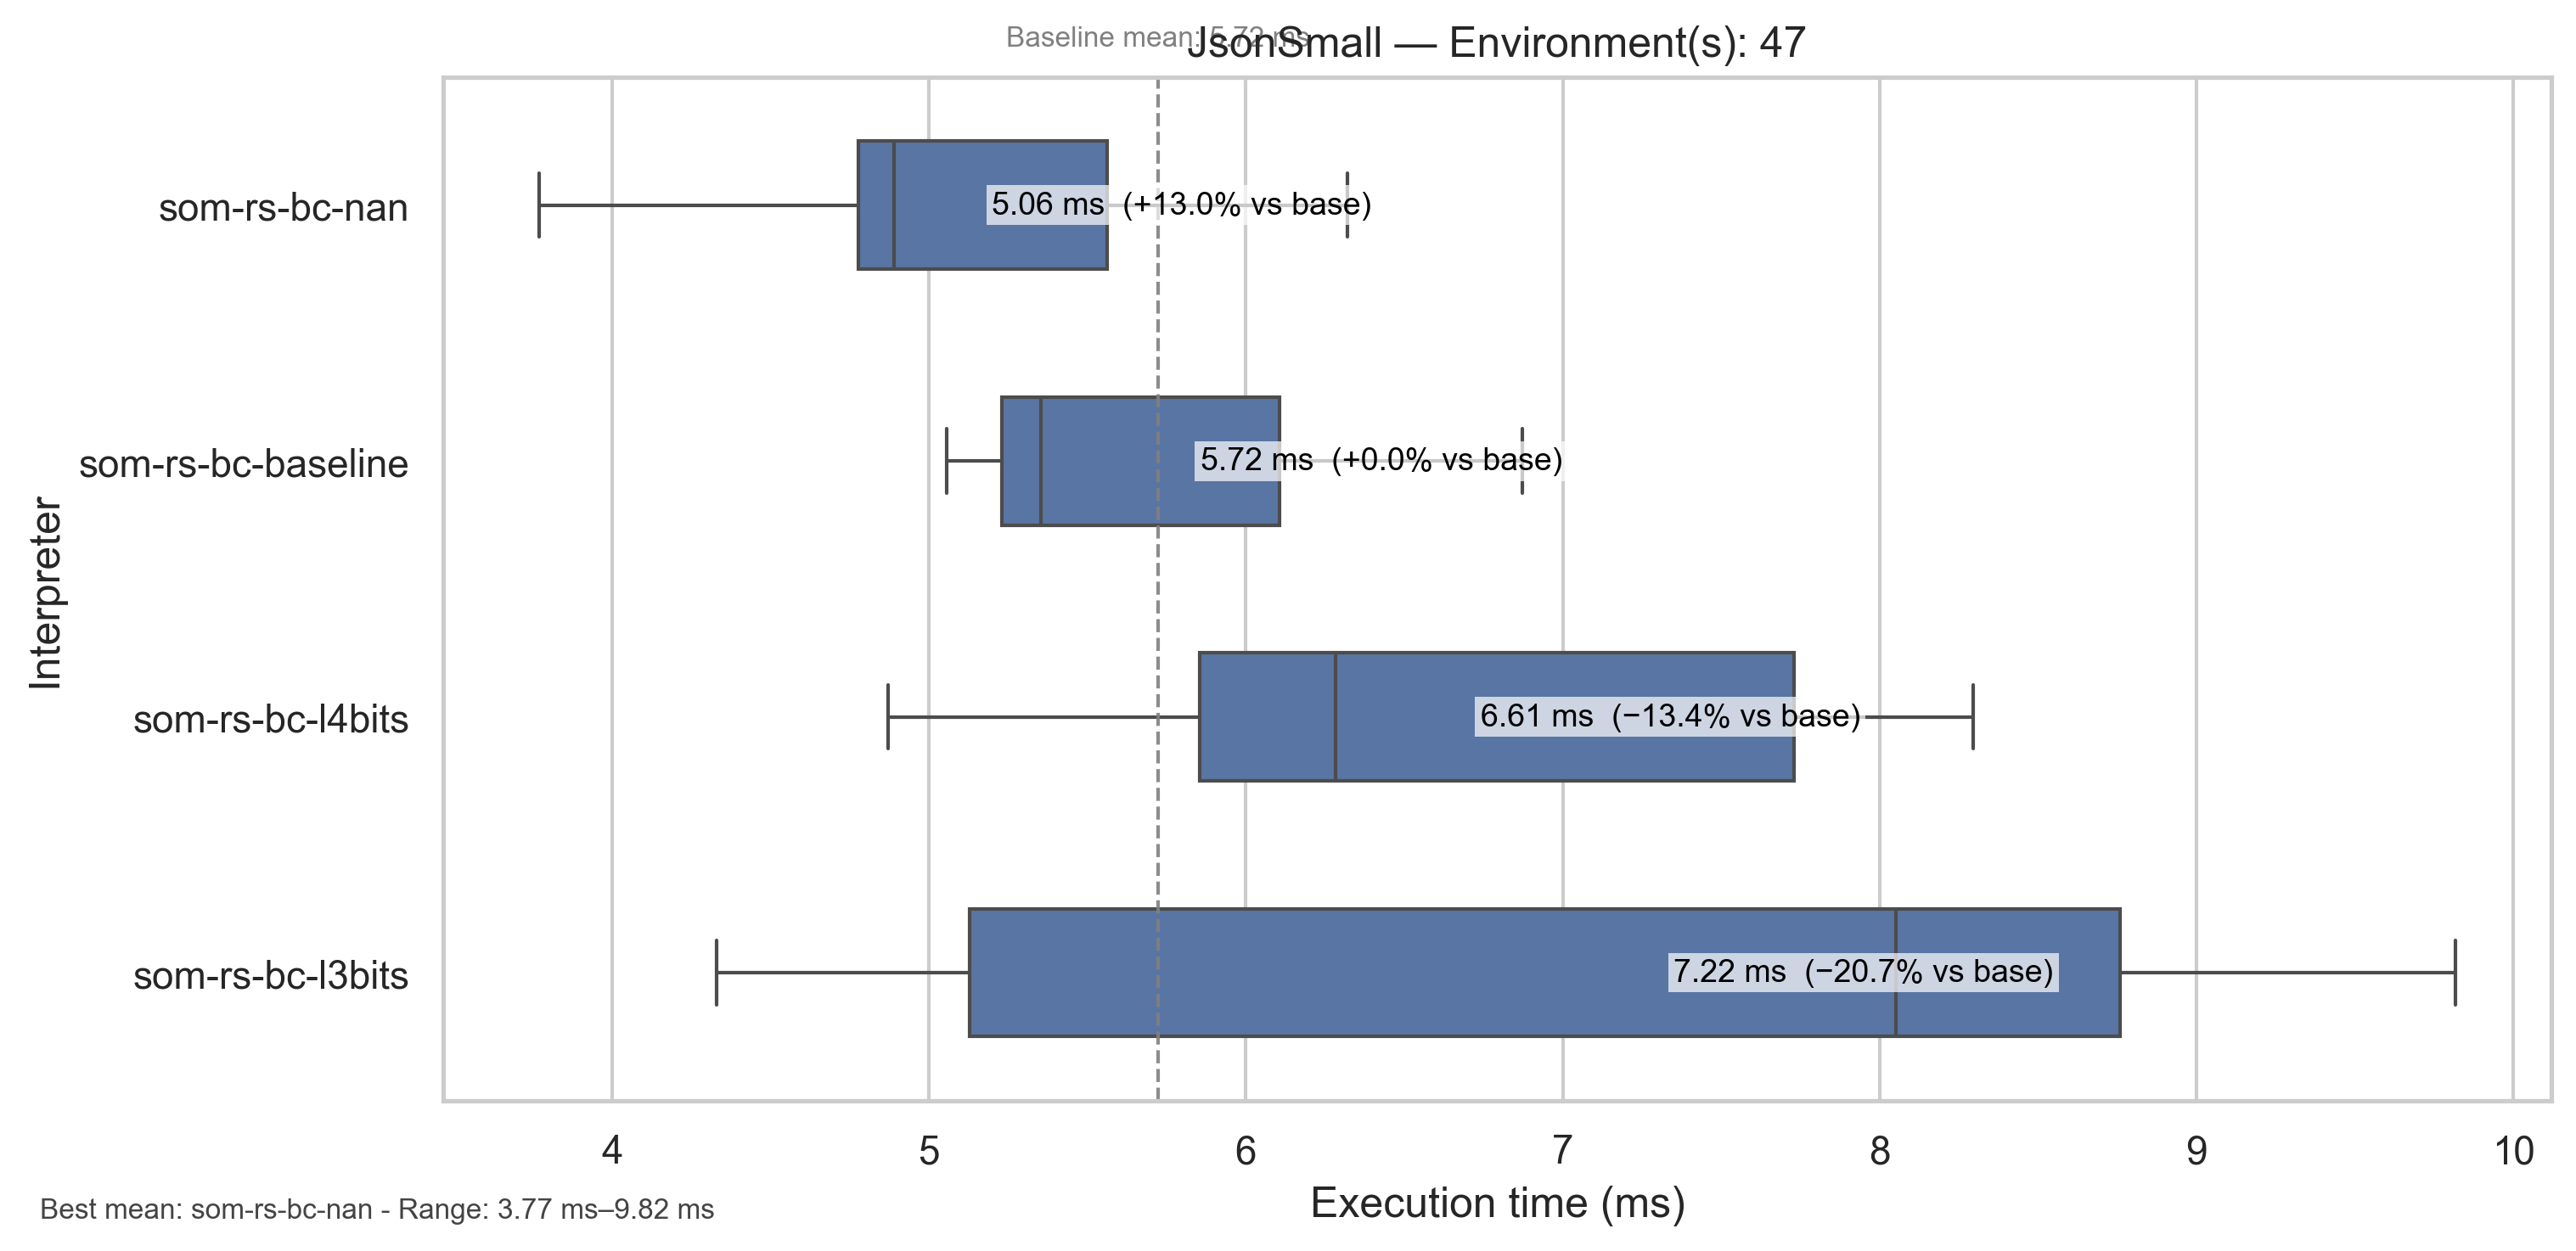 Baseline mean: 5.72 ms
JsonSmall — Environment(s): 47
som-rs-bc-nan
5.06 ms (+13.0% vs base)
som-rs-bc-baseline
5.72 ms (+0.0% vs base)
Interpreter
som-rs-bc-l4bits
6.61 ms (−13.4% vs base)
som-rs-bc-l3bits
7.22 ms (−20.7% vs base)
4 5 6 7 8 9 10
Execution time (ms)
Best mean: som-rs-bc-nan - Range: 3.77 ms–9.82 ms